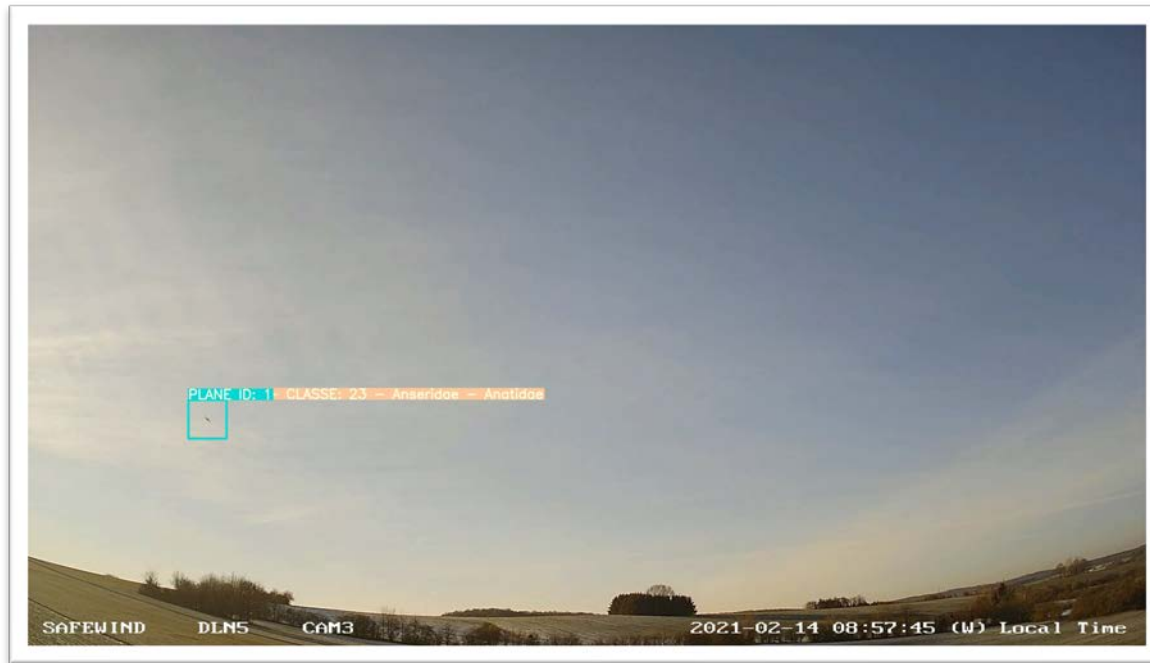 PLANE ID: 1- CLASSE: 23 - Anseridae - Anatidae
SAFEWIND DLN5 CAM3 2021-02-14 08:57:45 (W) Local Time